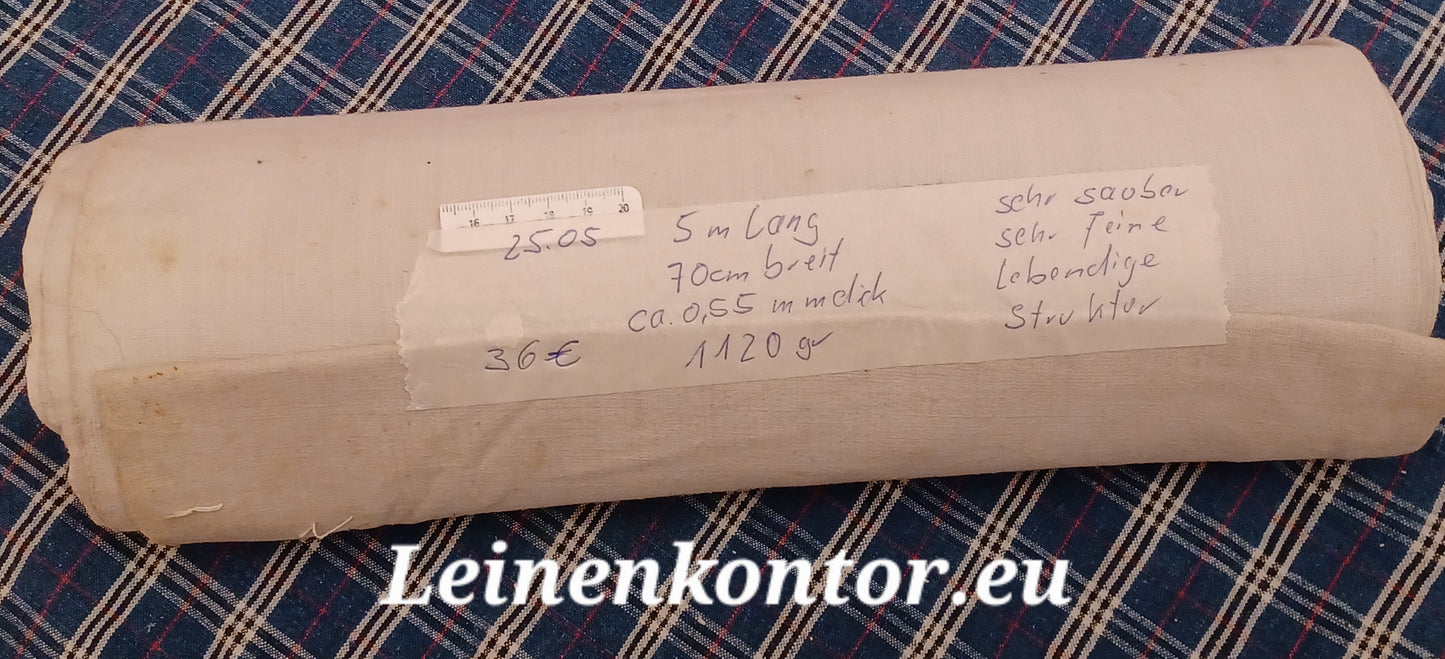 16 17 18 19 20
25.05
36€
5 m lang
70cm breit
ca. 0,55 mm dick
1120 gr
sehr sauber
sehr feine
lebendige
Struktur
Leinenkontor.eu